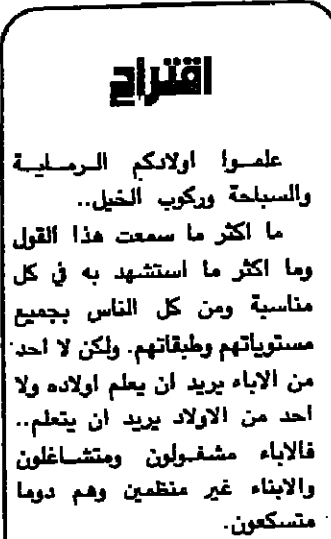 اقتراح
علموا اولادكم الرماية
والسباحة وركوب الخيل..
ما اكثر ما سمعت هذا القول
وما اكثر ما استشهد به في كل
مناسبة ومن كل الناس بجميع
مستوياتهم وطبقاتهم. ولكن لا احد
من الاباء يريد ان يعلم اولاده ولا
احد من الاولاد يريد ان يتعلم..
فالاباء مشغولون ومتشاغلون
والابناء غير منظمين وهم دوما
متسكعون.